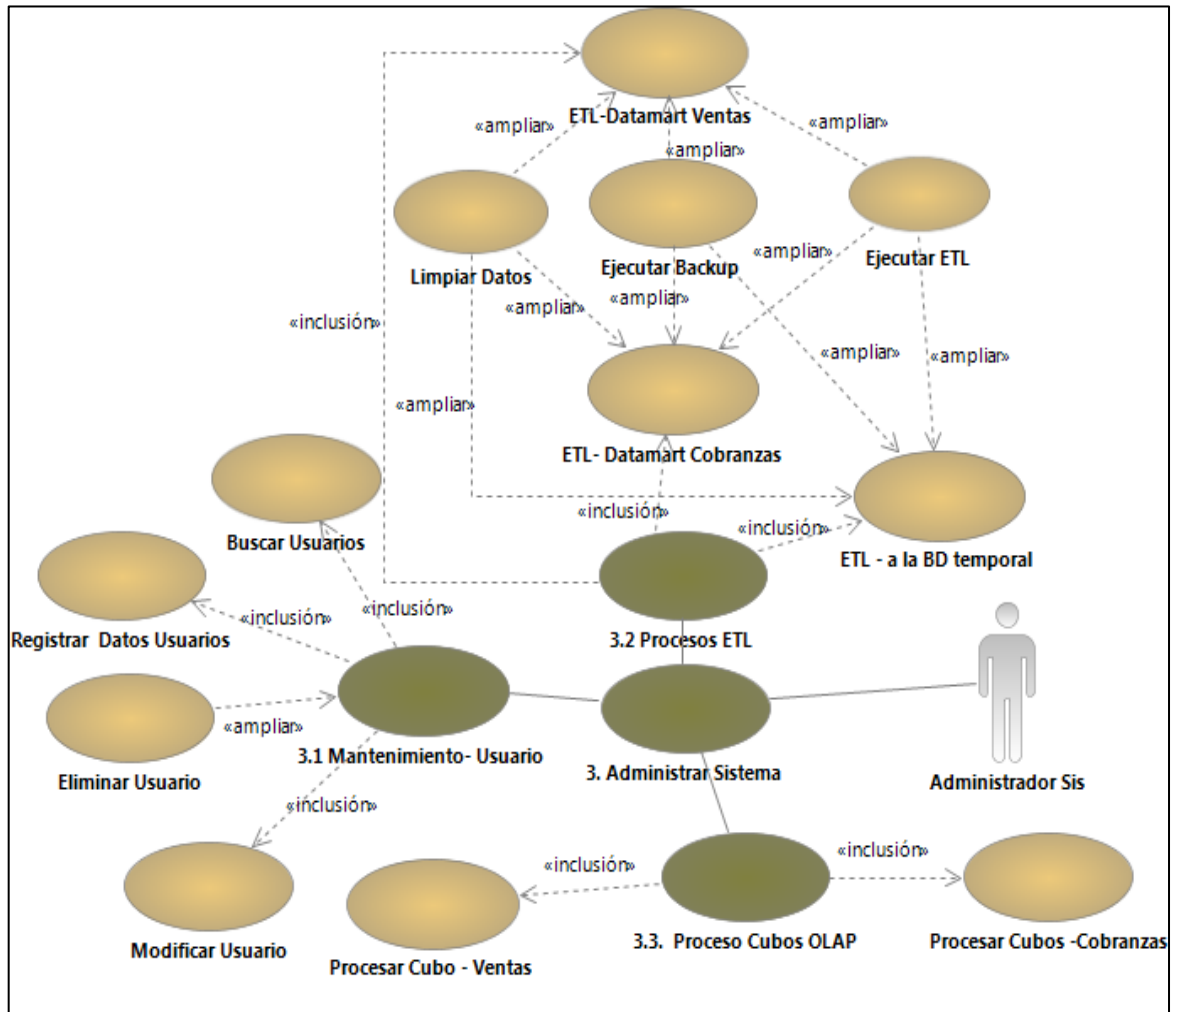 ETL-Datamart Ventas
«ampliar»
«ampliar»
«ampliar»
Limpiar Datos
Ejecutar Backup
Ejecutar ETL
«ampliar»
«ampliar»
«ampliar»
«inclusión»
«ampliar»
«ampliar»
«ampliar»
ETL- Datamart Cobranzas
«inclusión»
«inclusión»
Buscar Usuarios
ETL - a la BD temporal
«inclusión»
«inclusión»
Registrar  Datos Usuarios
3.2 Procesos ETL
«ampliar»
3.1 Mantenimiento- Usuario
3. Administrar Sistema
Eliminar Usuario
Administrador Sis
«inclusión»
«inclusión»
«inclusión»
Modificar Usuario
Procesar Cubo - Ventas
3.3.  Proceso Cubos OLAP
Procesar Cubos -Cobranzas